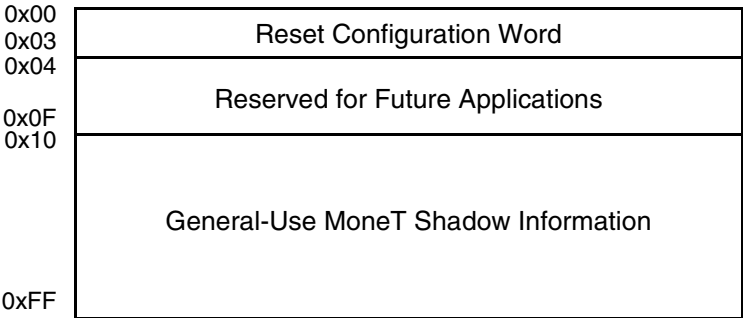 0x00
Reset Configuration Word
0x03
0x04
Reserved for Future Applications
0x0F
0x10
General-Use MoneT Shadow Information
0xFF